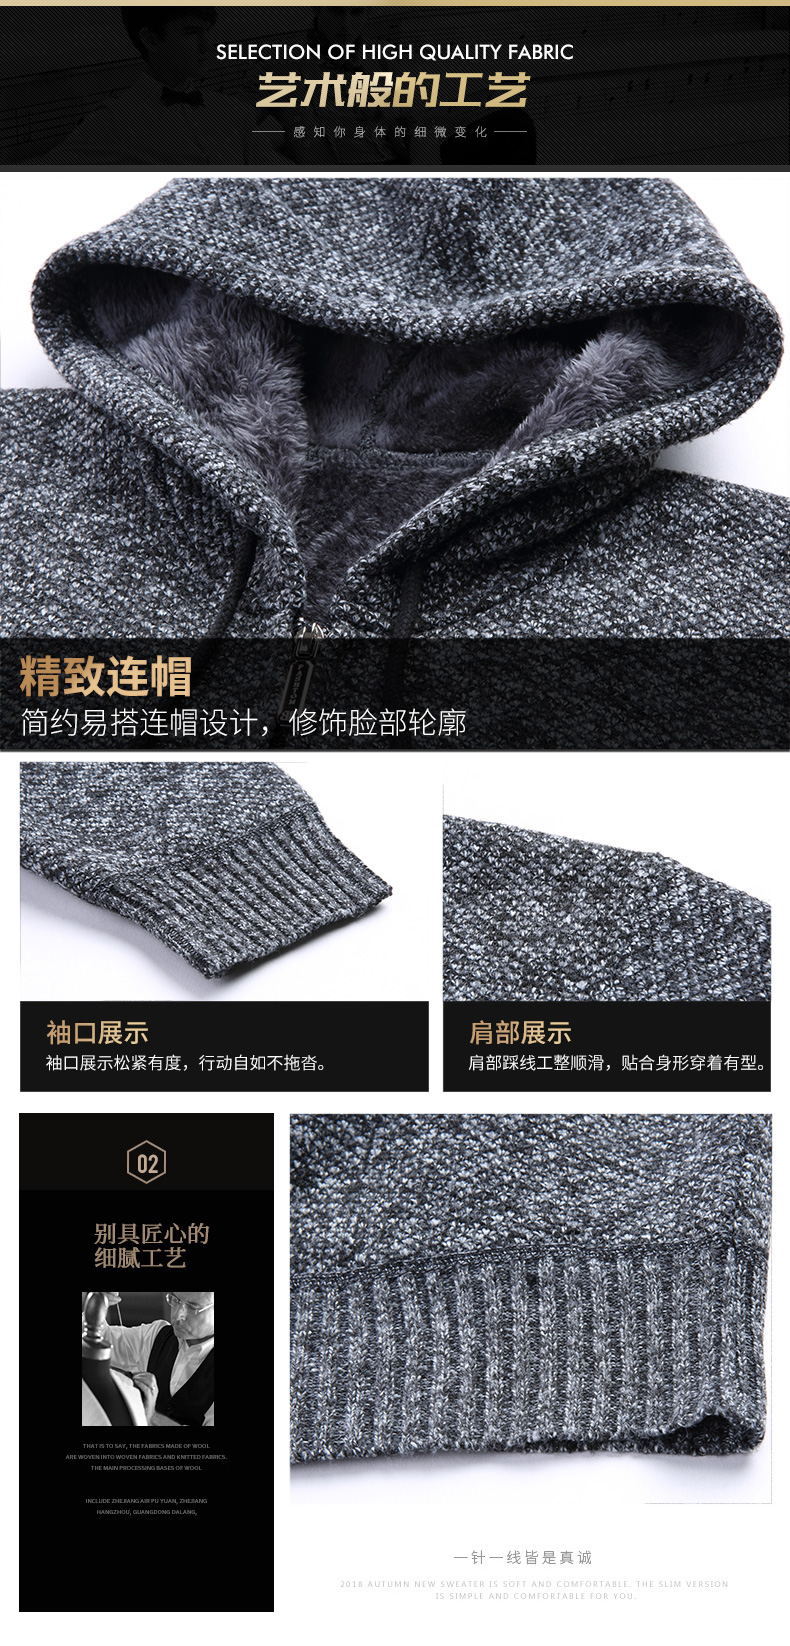 SELECTION OF HIGH QUALITY FABRIC
艺术般的工艺
感知你身体的细微变化
精致连帽
简约易搭连帽设计，修饰脸部轮廓
袖口展示
袖口展示松紧有度，行动自如不拖沓。
肩部展示
肩部踩线工整顺滑，贴合身形穿着有型。
02
别具匠心的
细腻工艺
THAT IS TO SAY, THE FABRICS MADE OF WOOL
ARE WOVEN INTO WOVEN FABRICS AND KNITTED FABRICS.
THE MAIN PROCESSING BASES OF WOOL
INCLUDE ZHEJIANG AIR PU YUAN, ZHEJIANG
HANGZHOU, GUANGDONG DALANG,
一针一线皆是真诚
2018 AUTUMN NEW SWEATER IS SOFT AND COMFORTABLE. THE SLIM VERSION
IS SIMPLE AND COMFORTABLE FOR YOU.